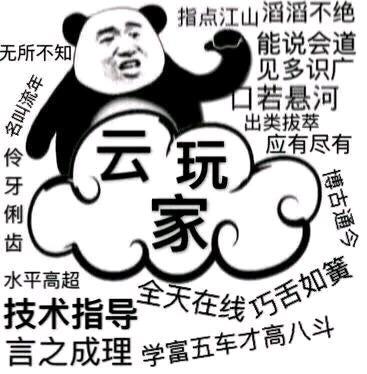 指点江山 滔滔不绝
无所不知
能说会道
见多识广
口若悬河
名叫流年
出类拔萃
应有尽有
伶牙俐齿
云玩家
博古通今
水平高超
全天在线 巧舌如簧
技术指导
言之成理
学富五车才高八斗